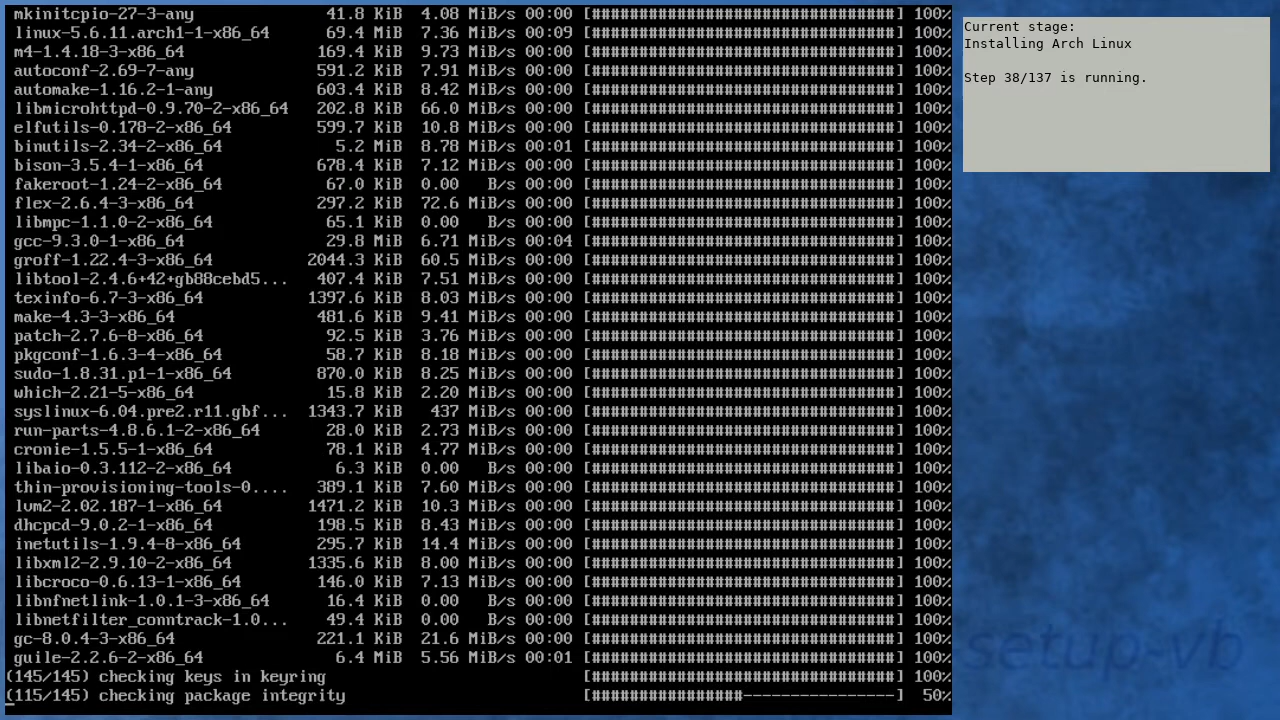 mkinitcpio-27-3-any 41.8 KiB 4.08 MiB/s 00:00 [################################] 100%
linux-5.6.11.arch1-1-x86_64 69.4 MiB 7.36 MiB/s 00:09 [################################] 100%
m4-1.4.18-3-x86_64 169.4 KiB 9.73 MiB/s 00:00 [################################] 100%
autoconf-2.69-7-any 591.2 KiB 7.91 MiB/s 00:00 [################################] 100%
automake-1.16.2-1-any 603.4 KiB 8.42 MiB/s 00:00 [################################] 100%
libmicrohttpd-0.9.70-2-x86_64 202.8 KiB 66.0 MiB/s 00:00 [################################] 100%
elfutils-0.178-2-x86_64 599.7 KiB 10.8 MiB/s 00:00 [################################] 100%
binutils-2.34-2-x86_64 5.2 MiB 8.78 MiB/s 00:01 [################################] 100%
bison-3.5.4-1-x86_64 678.4 KiB 7.12 MiB/s 00:00 [################################] 100%
fakeroot-1.24-2-x86_64 67.0 KiB 0.00 B/s 00:00 [################################] 100%
flex-2.6.4-3-x86_64 297.2 KiB 72.6 MiB/s 00:00 [################################] 100%
libmpc-1.1.0-2-x86_64 65.1 KiB 0.00 B/s 00:00 [################################] 100%
gcc-9.3.0-1-x86_64 29.8 MiB 6.71 MiB/s 00:04 [################################] 100%
groff-1.22.4-3-x86_64 2044.3 KiB 60.5 MiB/s 00:00 [################################] 100%
libtool-2.4.6+42+gb88cebd5... 407.4 KiB 7.51 MiB/s 00:00 [################################] 100%
texinfo-6.7-3-x86_64 1397.6 KiB 8.03 MiB/s 00:00 [################################] 100%
make-4.3-3-x86_64 481.6 KiB 9.41 MiB/s 00:00 [################################] 100%
patch-2.7.6-8-x86_64 92.5 KiB 3.76 MiB/s 00:00 [################################] 100%
pkgconf-1.6.3-4-x86_64 58.7 KiB 8.18 MiB/s 00:00 [################################] 100%
sudo-1.8.31.p1-1-x86_64 870.0 KiB 8.25 MiB/s 00:00 [################################] 100%
which-2.21-5-x86_64 15.8 KiB 2.20 MiB/s 00:00 [################################] 100%
syslinux-6.04.pre2.r11.gbf... 1343.7 KiB 437 MiB/s 00:00 [################################] 100%
run-parts-4.8.6.1-2-x86_64 28.0 KiB 2.73 MiB/s 00:00 [################################] 100%
cronie-1.5.5-1-x86_64 78.1 KiB 4.77 MiB/s 00:00 [################################] 100%
libaio-0.3.112-2-x86_64 6.3 KiB 0.00 B/s 00:00 [################################] 100%
thin-provisioning-tools-0.... 389.1 KiB 7.60 MiB/s 00:00 [################################] 100%
lvm2-2.02.187-1-x86_64 1471.2 KiB 10.3 MiB/s 00:00 [################################] 100%
dhcpcd-9.0.2-1-x86_64 198.5 KiB 8.43 MiB/s 00:00 [################################] 100%
inetutils-1.9.4-8-x86_64 295.7 KiB 14.4 MiB/s 00:00 [################################] 100%
libxml2-2.9.10-2-x86_64 1335.6 KiB 8.00 MiB/s 00:00 [################################] 100%
libcroco-0.6.13-1-x86_64 146.0 KiB 7.13 MiB/s 00:00 [################################] 100%
libnfnetlink-1.0.1-3-x86_64 16.4 KiB 0.00 B/s 00:00 [################################] 100%
libnetfilter_conntrack-1.0... 49.4 KiB 0.00 B/s 00:00 [################################] 100%
gc-8.0.4-3-x86_64 221.1 KiB 21.6 MiB/s 00:00 [################################] 100%
guile-2.2.6-2-x86_64 6.4 MiB 5.56 MiB/s 00:01 [################################] 100%
(145/145) checking keys in keyring [################################] 100%
(115/145) checking package integrity [################----------------] 50%
Current stage:
Installing Arch Linux
Step 38/137 is running.
setup-vb